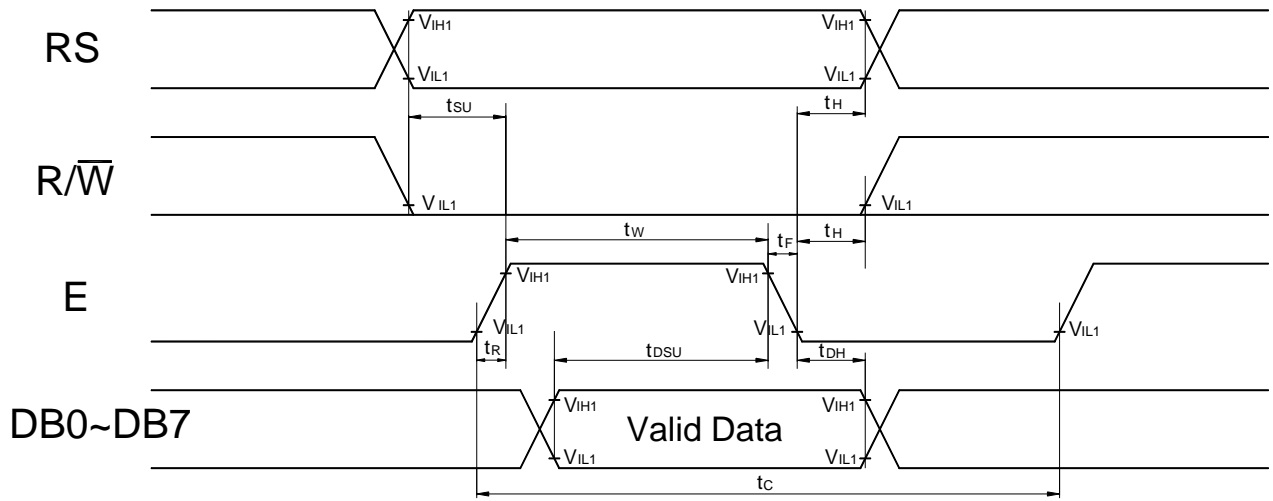 RS
VIH1
VIH1
VIL1
VIL1
tSU
tH
R/W̅
VIL1
VIL1
tW
tF
tH
E
VIH1
VIH1
VIL1
VIL1
VIL1
tR
tDSU
tDH
DB0~DB7
VIH1
Valid Data
VIH1
VIL1
VIL1
tC